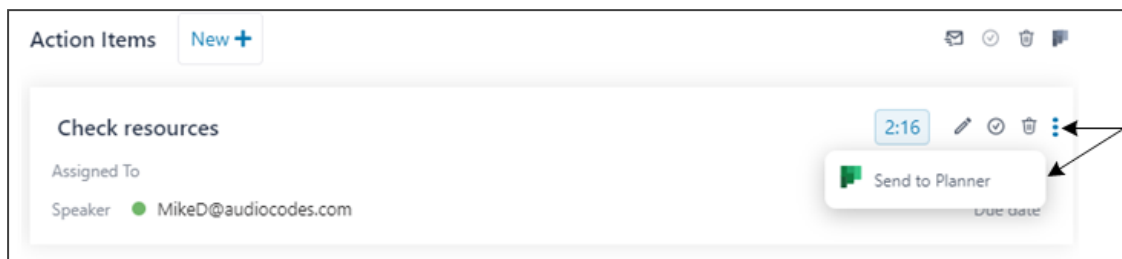 Action Items New +
Check resources 2:16
Assigned To
Send to Planner
Speaker MikeD@audiocodes.com Due date